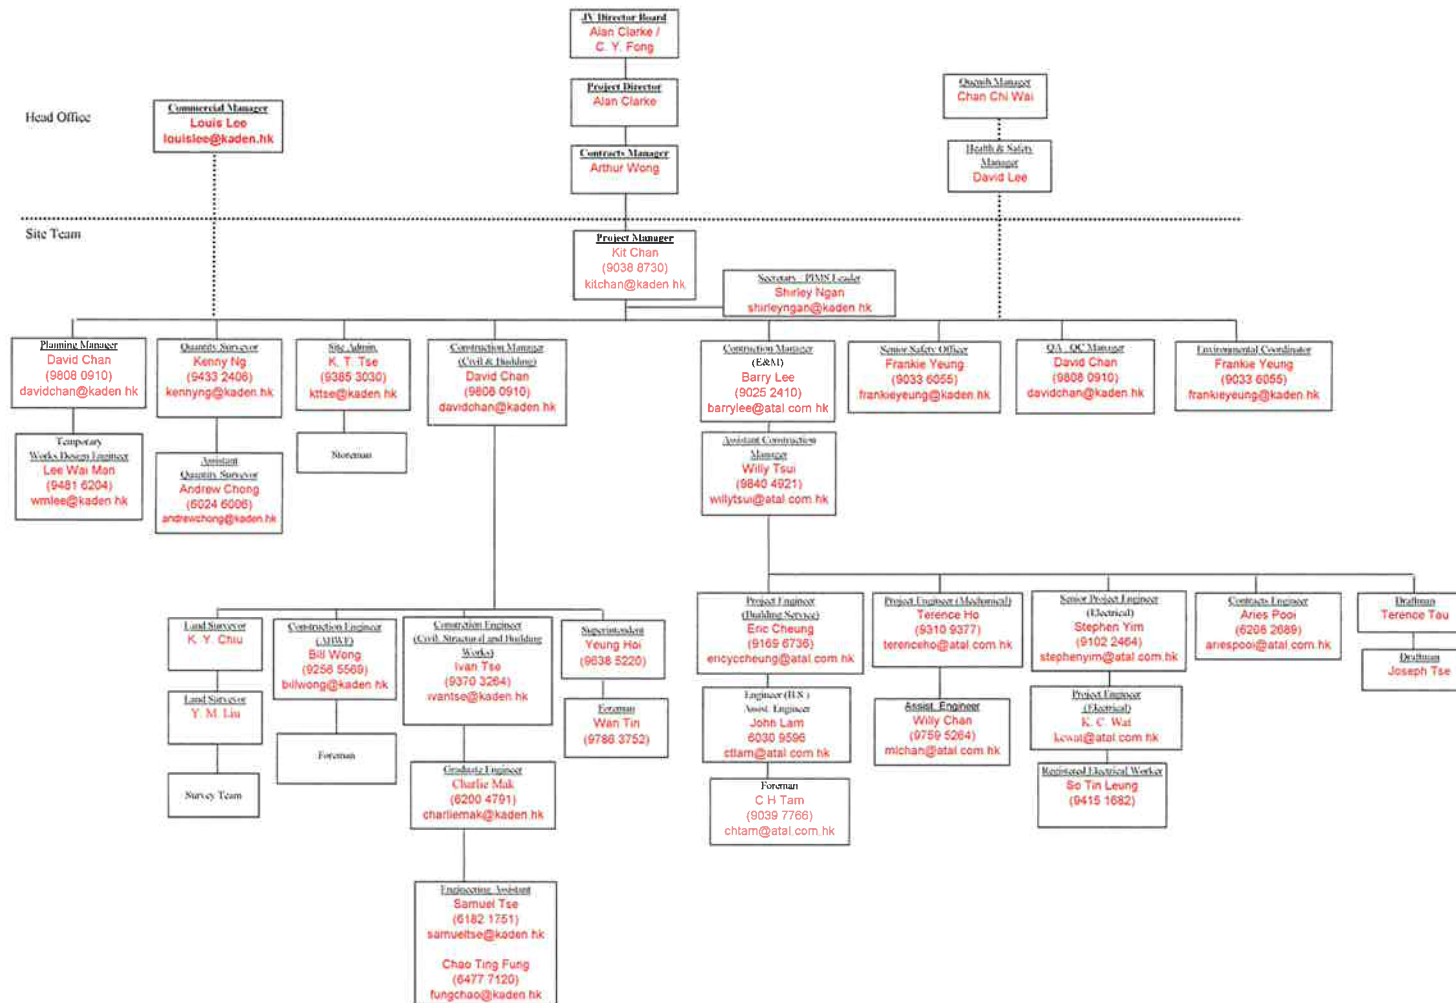 JV Director Board
Alan Clarke /
C. Y. Fong
Project Director
Alan Clarke
Contracts Manager
Arthur Wong
Head Office
Commercial Manager
Louis Lee
louislee@kaden.hk
Quensh Manager
Chan Chi Wai
Health & Safety
Manager
David Lee
Site Team
Project Manager
Kit Chan
(9038 8730)
kitchan@kaden hk
Secretary PIMS Leader
Shirley Ngan
shirleyngan@kaden hk
Planning Manager
David Chan
(9808 0910)
davidchan@kaden hk
Quantity Surveyor
Kenny Ng
(9433 2406)
kennyng@kaden hk
Site Admin.
K. T. Tse
(9385 3030)
kttse@kaden hk
Construction Manager
(Civil & Building)
David Chan
(9808 0910)
davidchan@kaden hk
Contruction Manager
(E&M)
Barry Lee
(9025 2410)
barrylee@atal com hk
Senior Safety Officer
Frankie Yeung
(9033 6055)
frankieyeung@kaden hk
QA QC Manager
David Chan
(9808 0910)
davidchan@kaden.hk
Environmental Coordinator
Frankie Yeung
(9033 6055)
frankieyeung@kaden.hk
Temporary
Works Design Engineer
Lee Wai Man
(9481 6204)
wmlee@kaden hk
Assistant
Quantity Surveyor
Andrew Chong
(6024 6006)
andrewchong@kaden hk
Storeman
Assistant Construction
Manager
Willy Tsui
(9840 4921)
willytsui@atal com hk
Land Surveyor
K. Y. Chiu
Construction Engineer
Bill Wong
(9256 5569)
billwong@kaden hk
Constrcition Engineer
(Civil, Structural and Building
Works)
Ivan Tse
(9370 3264)
ivantse@kaden.hk
Superintendent
Yeung Hoi
(9638 5220)
Project Engineer
(Building Service)
Eric Cheung
(9169 6736)
ericyccheung@atal com hk
Project Engineer (Mechanical)
Terence Ho
(9310 9377)
terenceho@atal com hk
Senior Project Engineer
(Electrical)
Stephen Yim
(9102 2464)
stephenyim@atal com hk
Contracts Engineer
Aries Pooi
(6208 2689)
ariespooi@atal com hk
Draftman
Terence Tau
Draftman
Joseph Tse
Land Surveyor
Y. M. Liu
Foreman
Foreman
Wan Tin
(9786 3752)
Engineer (B.S.)
Assist. Engineer
John Lam
6030 9596
ctlam@atal com hk
Assist. Engineer
Willy Chan
(9759 5264)
mlchan@atal com hk
Project Engineer
(Electrical)
K. C. Wat
kcwat@atal com.hk
Survey Team
Graduate Engineer
Charlie Mak
(6200 4791)
charliemak@kaden.hk
Foreman
C H Tam
(9039 7766)
chtam@atal.com.hk
Registered Electrical Worker
So Tin Leung
(9415 1682)
Engineering Assistant
Samuel Tse
(6182 1751)
samueltse@kaden hk
Chao Ting Fung
(6477 7120)
fungchao@kaden hk